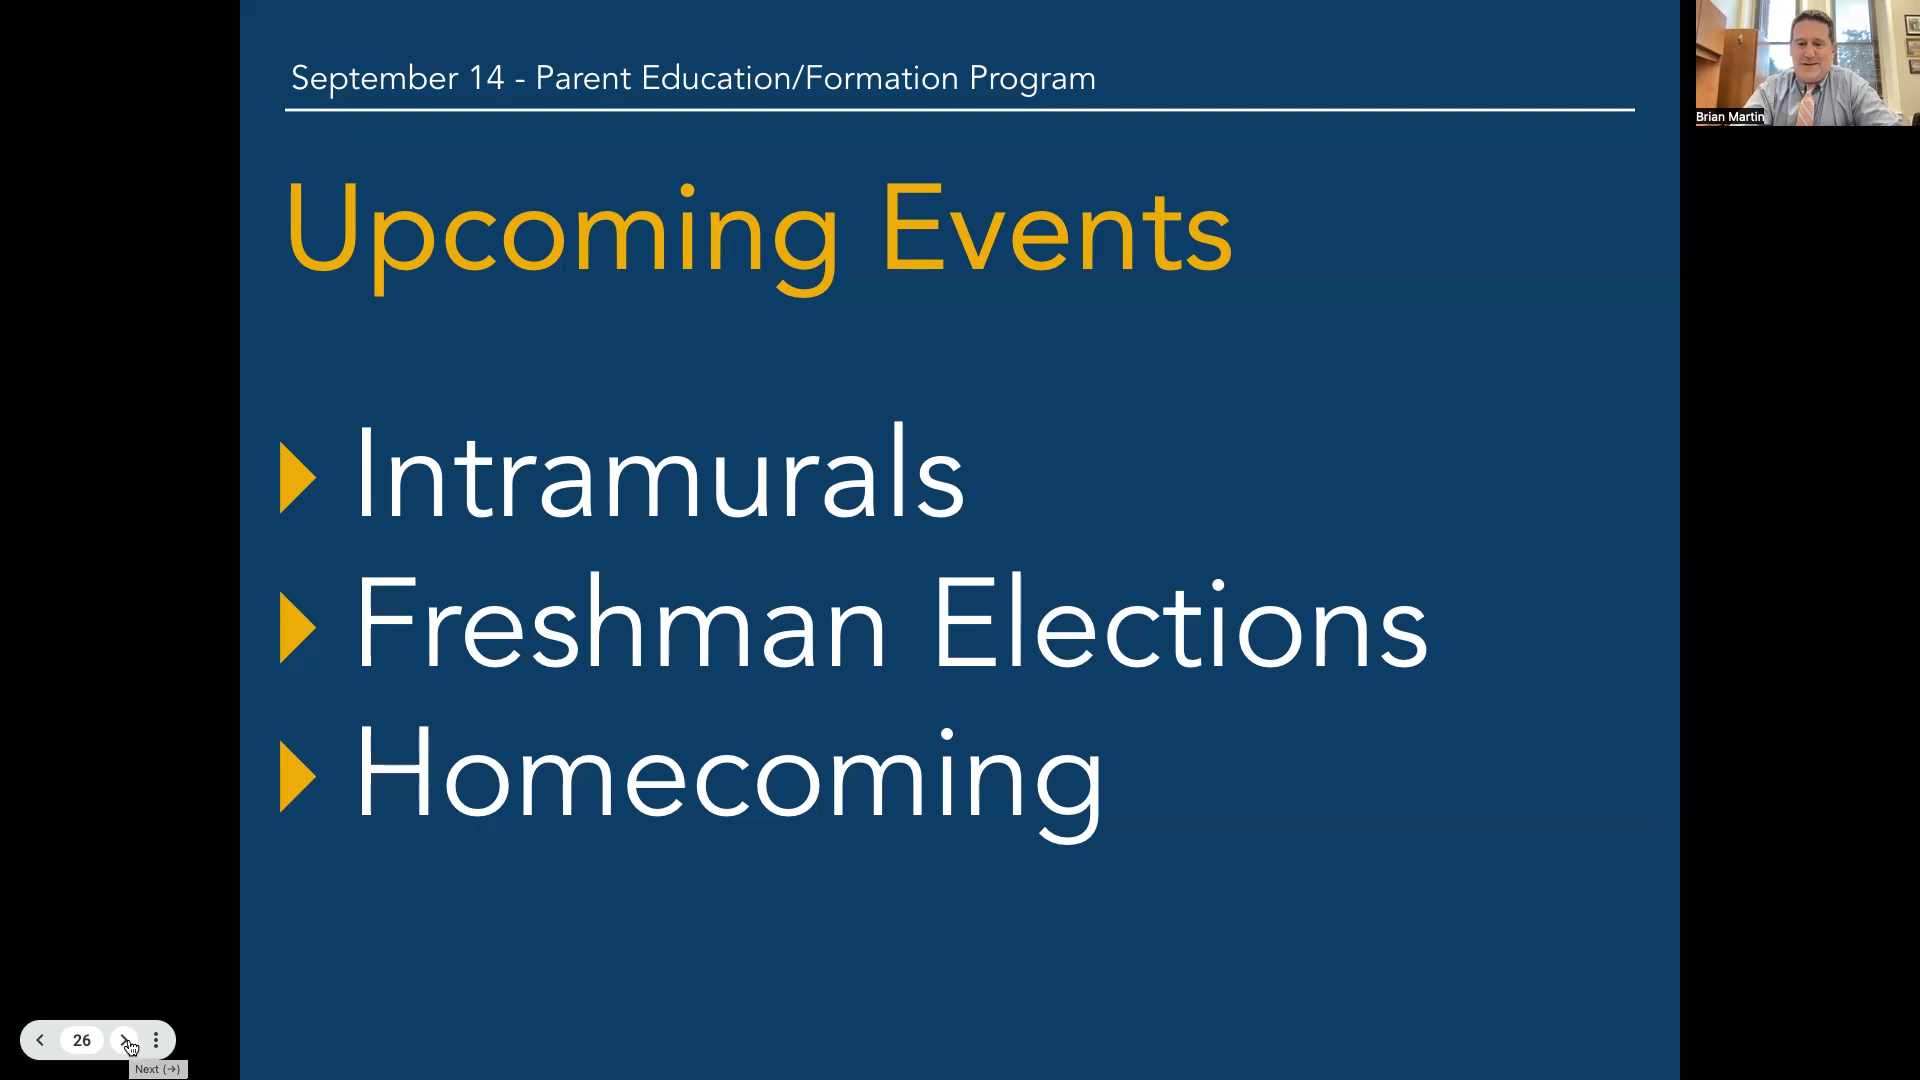 September 14 - Parent Education/Formation Program
Brian Martin
Upcoming Events
Intramurals
Freshman Elections
Homecoming
26
Next (→)